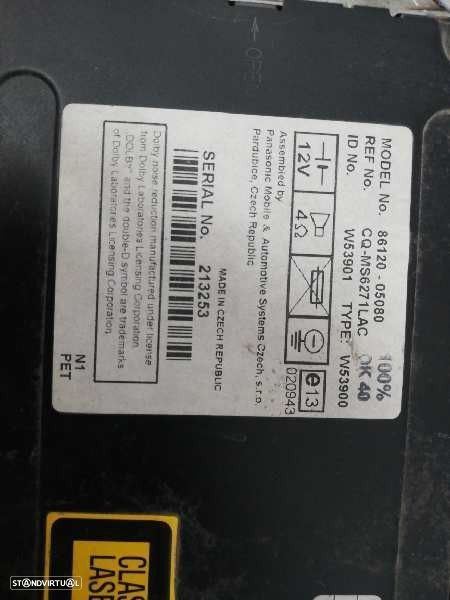 MODEL No. 86120 - 05080 100%
REF No. CQ-MS6271LAC OK 40
ID No. W53901 TYPE: W53900
12V 4Ω e13
020943
Assembled by
Panasonic Mobile & Automotive Systems Czech, s.r.o.
Pardubice, Czech Republic
MADE IN CZECH REPUBLIC
SERIAL No. 213253
Dolby noise reduction manufactured under license
from Dolby Laboratories Licensing Corporation.
"DOLBY" and the double-D symbol are trademarks
of Dolby Laboratories Licensing Corporation.
N1
PET
CLAS
LASE
STANDVIRTUAL